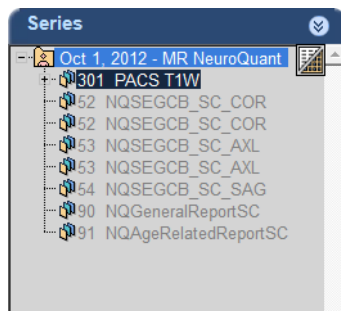 Series
Oct 1, 2012 - MR NeuroQuant
301 PACS T1W
52 NQSEGCB_SC_COR
52 NQSEGCB_SC_COR
53 NQSEGCB_SC_AXL
53 NQSEGCB_SC_AXL
54 NQSEGCB_SC_SAG
90 NQGeneralReportSC
91 NQAgeRelatedReportSC